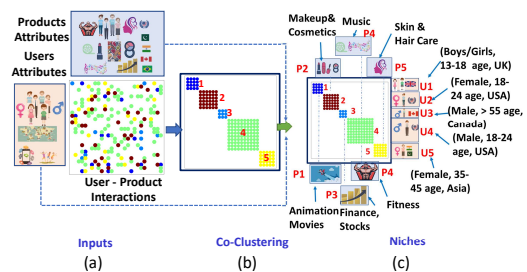 Products
Attributes
Users
Attributes
User - Product
Interactions
1
2
3
4
5
Makeup&
Cosmetics
Music
P4
Skin &
Hair Care
P2
P5
1
2
3
4
5
U1
U2
U3
U4
U5
(Boys/Girls,
13-18 age, UK)
(Female, 18-
24 age, USA)
(Male, > 55 age,
Canada)
(Male, 18-24
age, USA)
(Female, 35-
45 age, Asia)
P1
P4
P3
Animation
Movies
Fitness
Finance,
Stocks
Inputs
Co-Clustering
Niches
(a)
(b)
(c)